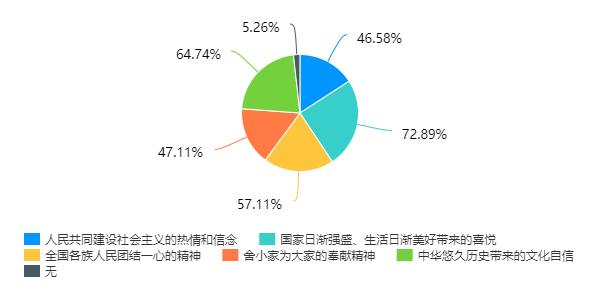 5.26%
46.58%
64.74%
72.89%
47.11%
57.11%
人民共同建设社会主义的热情和信念 国家日渐强盛、生活日渐美好带来的喜悦
全国各族人民团结一心的精神 舍小家为大家的奉献精神 中华悠久历史带来的文化自信
无